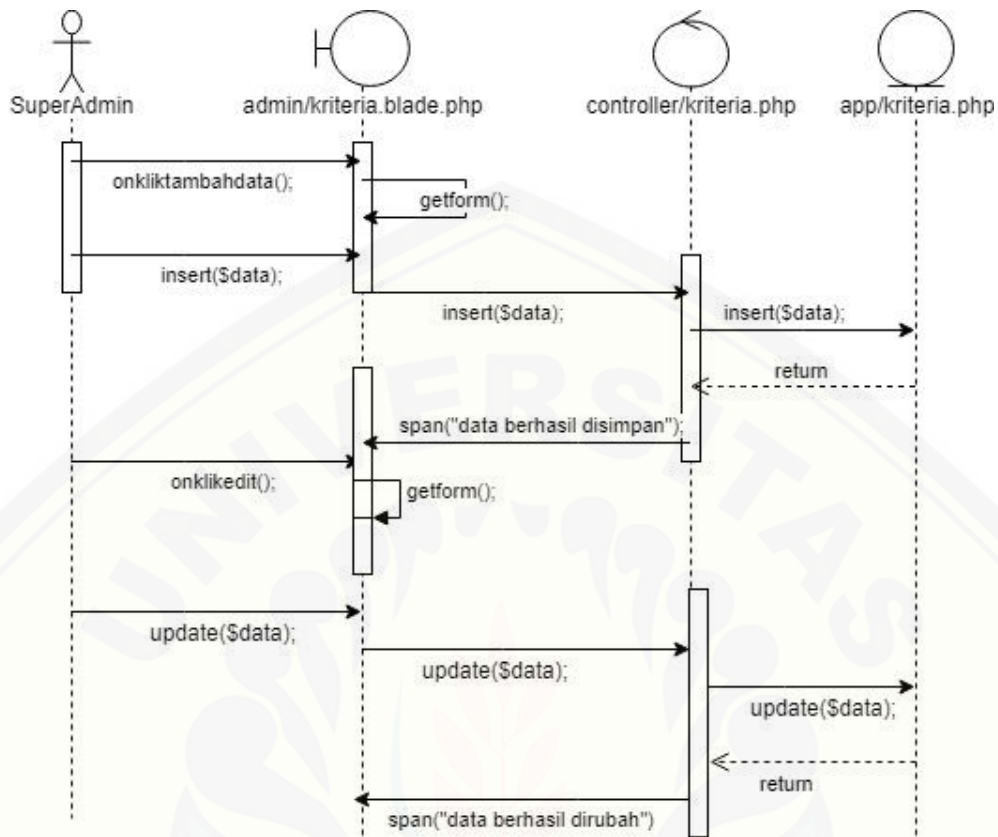 SuperAdmin
admin/kriteria.blade.php
controller/kriteria.php
app/kriteria.php
onkliktambahdata();
getform();
insert($data);
insert($data);
insert($data);
return
span("data berhasil disimpan");
onklikedit();
getform();
update($data);
update($data);
update($data);
return
span("data berhasil dirubah")
UNIVERSITAS